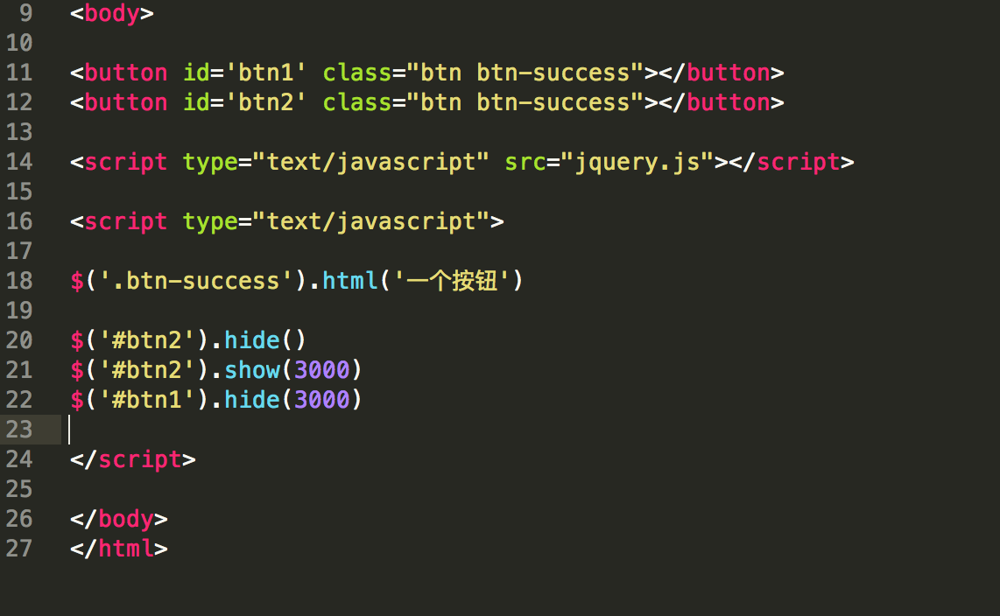 9 <body>
10
11 <button id='btn1' class="btn btn-success"></button>
12 <button id='btn2' class="btn btn-success"></button>
13
14 <script type="text/javascript" src="jquery.js"></script>
15
16 <script type="text/javascript">
17
18 $('.btn-success').html('一个按钮')
19
20 $('#btn2').hide()
21 $('#btn2').show(3000)
22 $('#btn1').hide(3000)
23
24 </script>
25
26 </body>
27 </html>